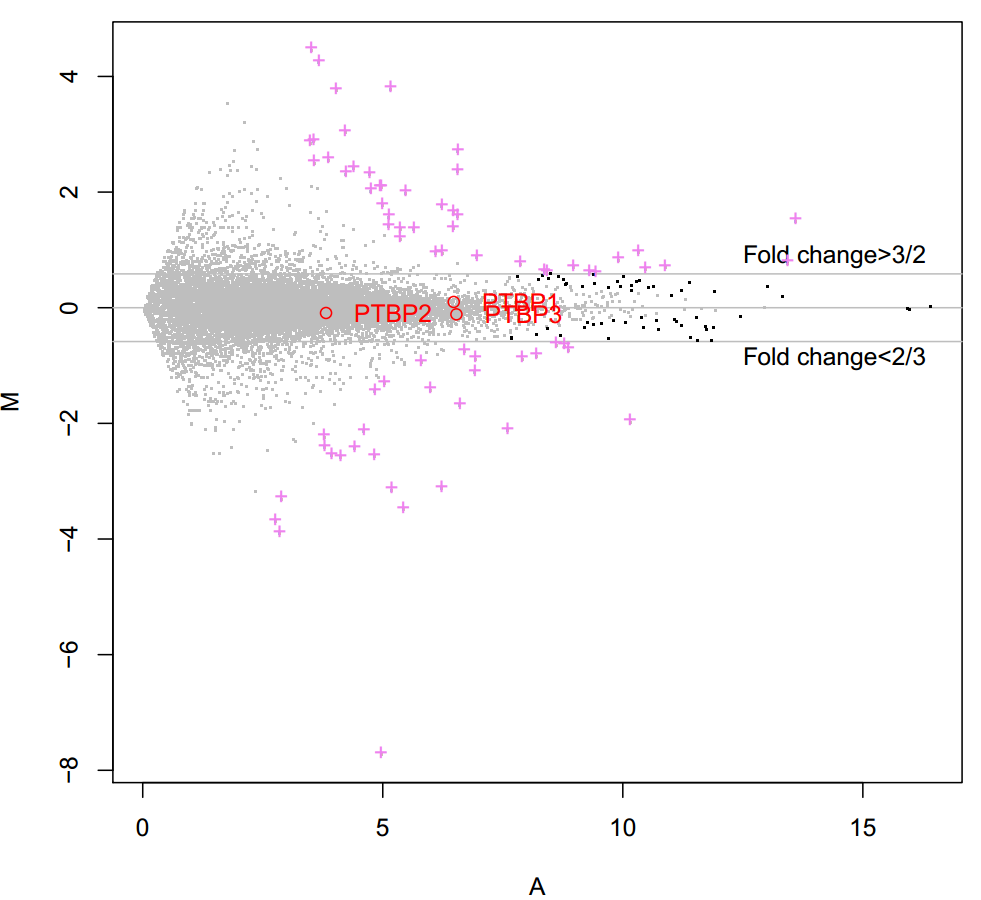 4
2
0
−2
−4
−6
−8
M
Fold change>3/2
PTBP1
PTBP2
PTBP3
Fold change<2/3
0 5 10 15
A